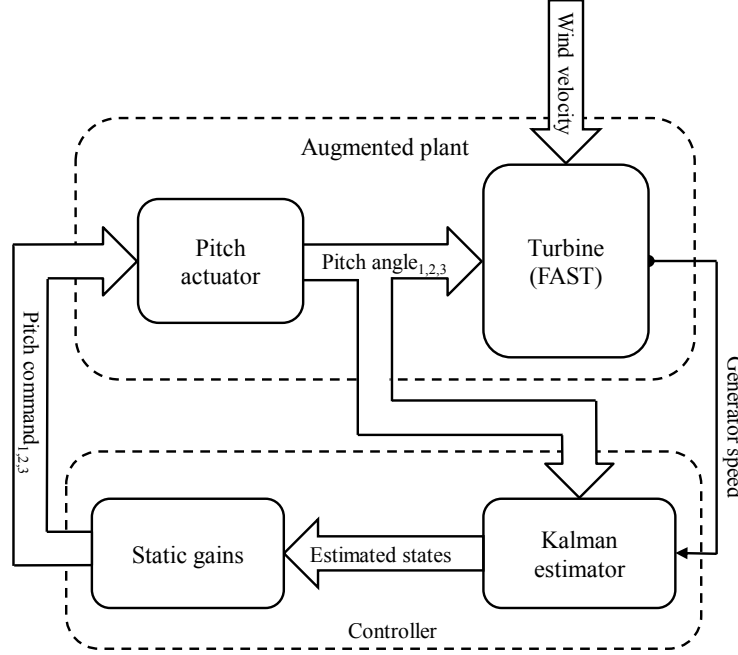 Wind velocity
Augmented plant
Pitch
actuator
Pitch angle1,2,3
Turbine
(FAST)
Pitch command1,2,3
Generator speed
Static gains
Estimated states
Kalman
estimator
Controller